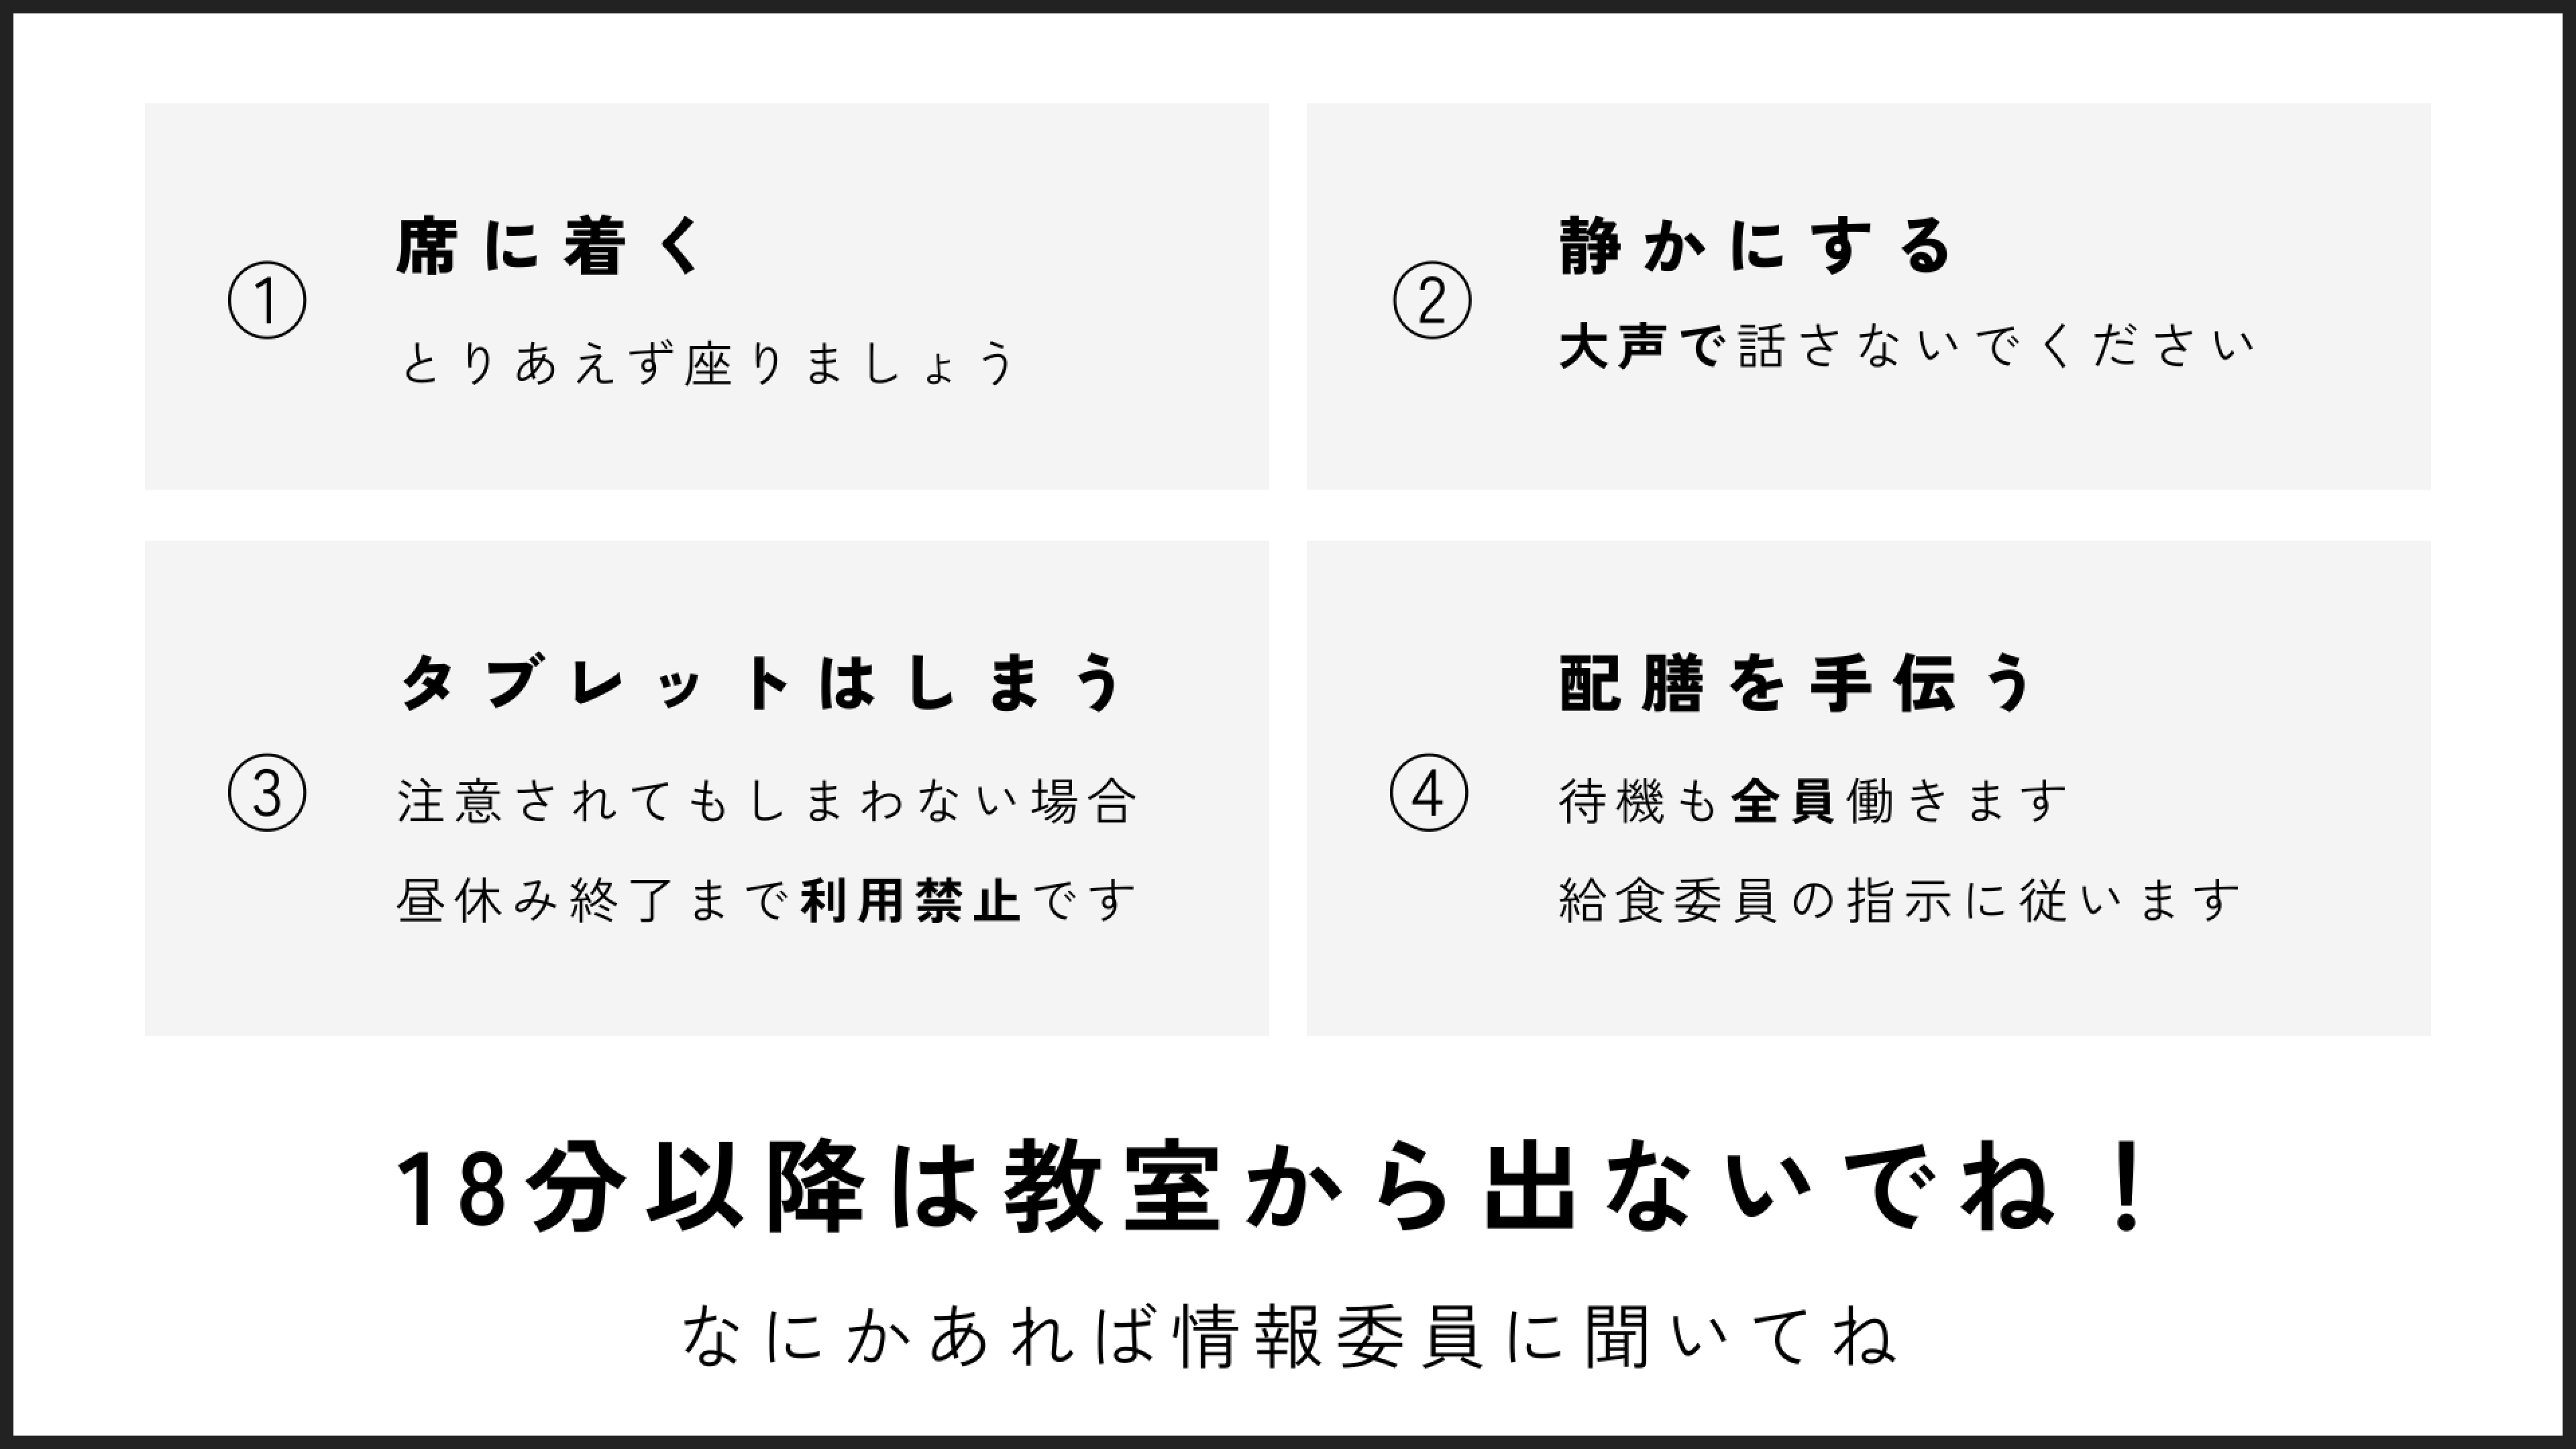 ① 席に着く
とりあえず座りましょう
② 静かにする
大声で話さないでください
③ タブレットはしまう
注意されてもしまわない場合
昼休み終了まで利用禁止です
④ 配膳を手伝う
待機も全員働きます
給食委員の指示に従います
18分以降は教室から出ないでね！
なにかあれば情報委員に聞いてね